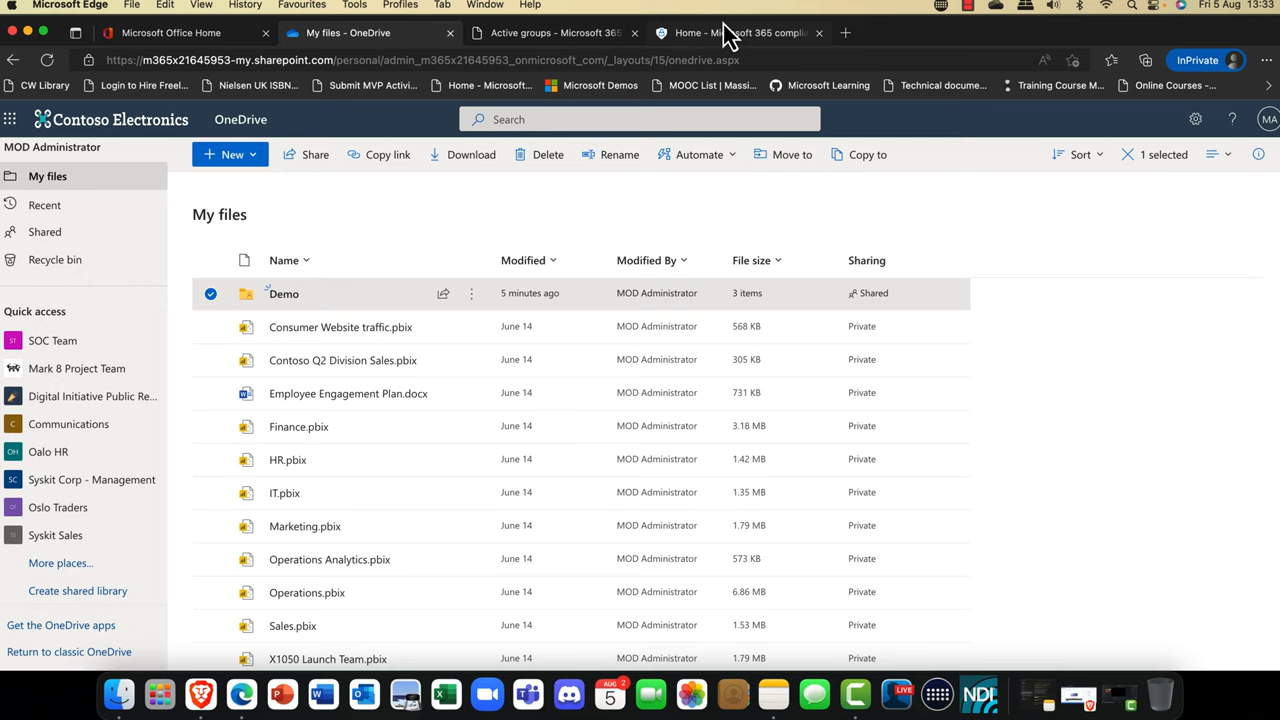 Microsoft Edge File Edit View History Favourites Tools Profiles Tab Window Help Fri 5 Aug 13:33
Microsoft Office Home My files - OneDrive Active groups - Microsoft 365 Home - Microsoft 365 complia
https://m365x21645953-my.sharepoint.com/personal/admin_m365x21645953_onmicrosoft_com/_layouts/15/onedrive.aspx InPrivate
CW Library Login to Hire Freel... Nielsen UK ISBN... Submit MVP Activi... Home - Microsoft... Microsoft Demos MOOC List | Massi... Microsoft Learning Technical docume... Training Course M... Online Courses -...
Contoso Electronics OneDrive Search ? MA
MOD Administrator
New Share Copy link Download Delete Rename Automate Move to Copy to Sort 1 selected
My files
Recent
Shared
Recycle bin
Quick access
ST SOC Team
Mark 8 Project Team
Digital Initiative Public Re...
C Communications
OH Oalo HR
SC Syskit Corp - Management
OT Oslo Traders
SS Syskit Sales
More places...
Create shared library
Get the OneDrive apps
Return to classic OneDrive
My files
Name Modified Modified By File size Sharing
Demo 5 minutes ago MOD Administrator 3 items Shared
Consumer Website traffic.pbix June 14 MOD Administrator 568 KB Private
Contoso Q2 Division Sales.pbix June 14 MOD Administrator 305 KB Private
Employee Engagement Plan.docx June 14 MOD Administrator 731 KB Private
Finance.pbix June 14 MOD Administrator 3.18 MB Private
HR.pbix June 14 MOD Administrator 1.42 MB Private
IT.pbix June 14 MOD Administrator 1.35 MB Private
Marketing.pbix June 14 MOD Administrator 1.79 MB Private
Operations Analytics.pbix June 14 MOD Administrator 573 KB Private
Operations.pbix June 14 MOD Administrator 6.86 MB Private
Sales.pbix June 14 MOD Administrator 1.53 MB Private
X1050 Launch Team.pbix June 14 MOD Administrator 1.79 MB Private
AUG 2
5
LIVE
NDI